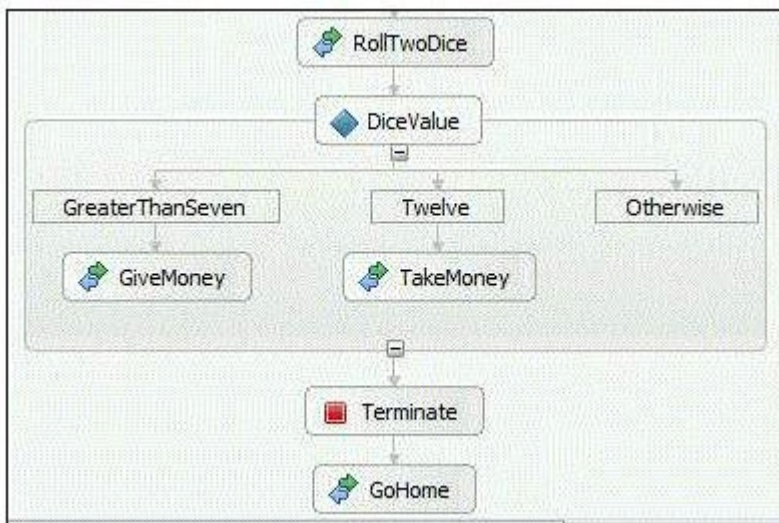 RollTwoDice
DiceValue
GreaterThanSeven
Twelve
Otherwise
GiveMoney
TakeMoney
Terminate
GoHome